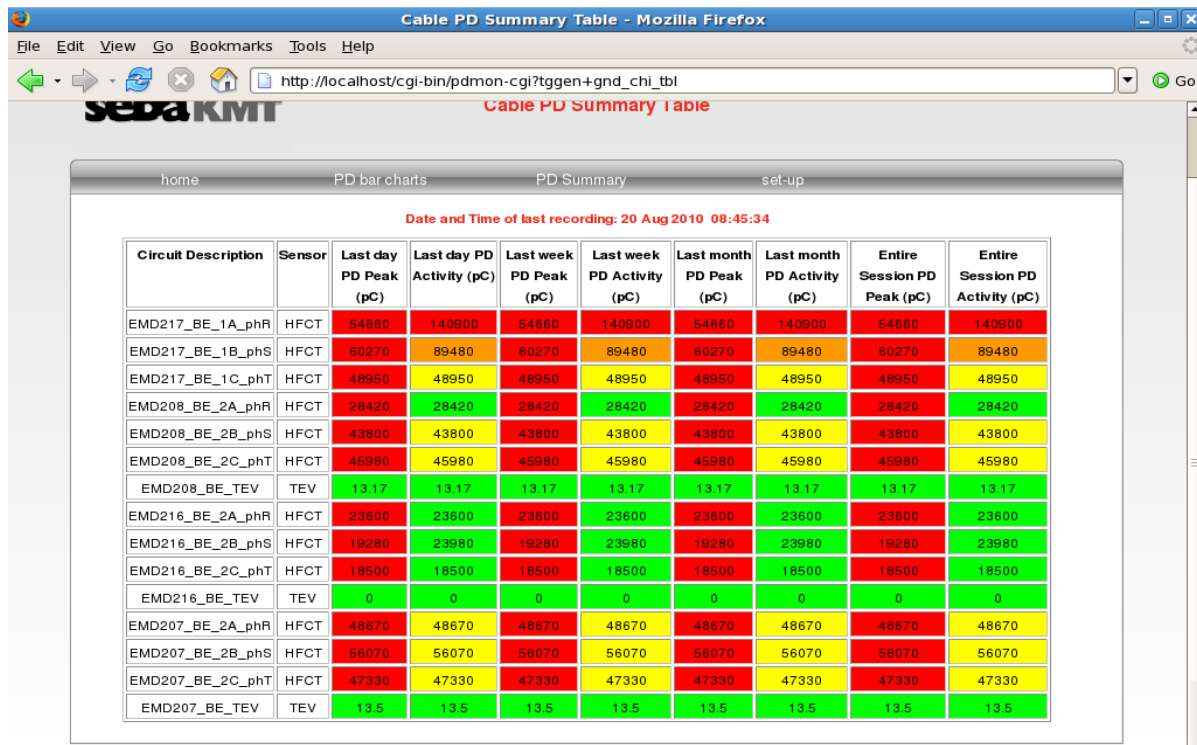 Cable PD Summary Table - Mozilla Firefox
File Edit View Go Bookmarks Tools Help
http://localhost/cgi-bin/pdmon-cgi?tggen+gnd_chi_tbl Go
sebaKMT Cable PD Summary Table
home PD bar charts PD Summary set-up
Date and Time of last recording: 20 Aug 2010 08:45:34
Circuit Description Sensor Last day PD Peak (pC) Last day PD Activity (pC) Last week PD Peak (pC) Last week PD Activity (pC) Last month PD Peak (pC) Last month PD Activity (pC) Entire Session PD Peak (pC) Entire Session PD Activity (pC)
EMD217_BE_1A_phR HFCT 54660 140900 54660 140900 54660 140900 54660 140900
EMD217_BE_1B_phS HFCT 60270 89480 60270 89480 60270 89480 60270 89480
EMD217_BE_1C_phT HFCT 48950 48950 48950 48950 48950 48950 48950 48950
EMD208_BE_2A_phR HFCT 28420 28420 28420 28420 28420 28420 28420 28420
EMD208_BE_2B_phS HFCT 43800 43800 43800 43800 43800 43800 43800 43800
EMD208_BE_2C_phT HFCT 45980 45980 45980 45980 45980 45980 45980 45980
EMD208_BE_TEV TEV 13.17 13.17 13.17 13.17 13.17 13.17 13.17 13.17
EMD216_BE_2A_phR HFCT 23600 23600 23600 23600 23600 23600 23600 23600
EMD216_BE_2B_phS HFCT 19280 23980 19280 23980 19280 23980 19280 23980
EMD216_BE_2C_phT HFCT 18500 18500 18500 18500 18500 18500 18500 18500
EMD216_BE_TEV TEV 0 0 0 0 0 0 0 0
EMD207_BE_2A_phR HFCT 48670 48670 48670 48670 48670 48670 48670 48670
EMD207_BE_2B_phS HFCT 56070 56070 56070 56070 56070 56070 56070 56070
EMD207_BE_2C_phT HFCT 47330 47330 47330 47330 47330 47330 47330 47330
EMD207_BE_TEV TEV 13.5 13.5 13.5 13.5 13.5 13.5 13.5 13.5